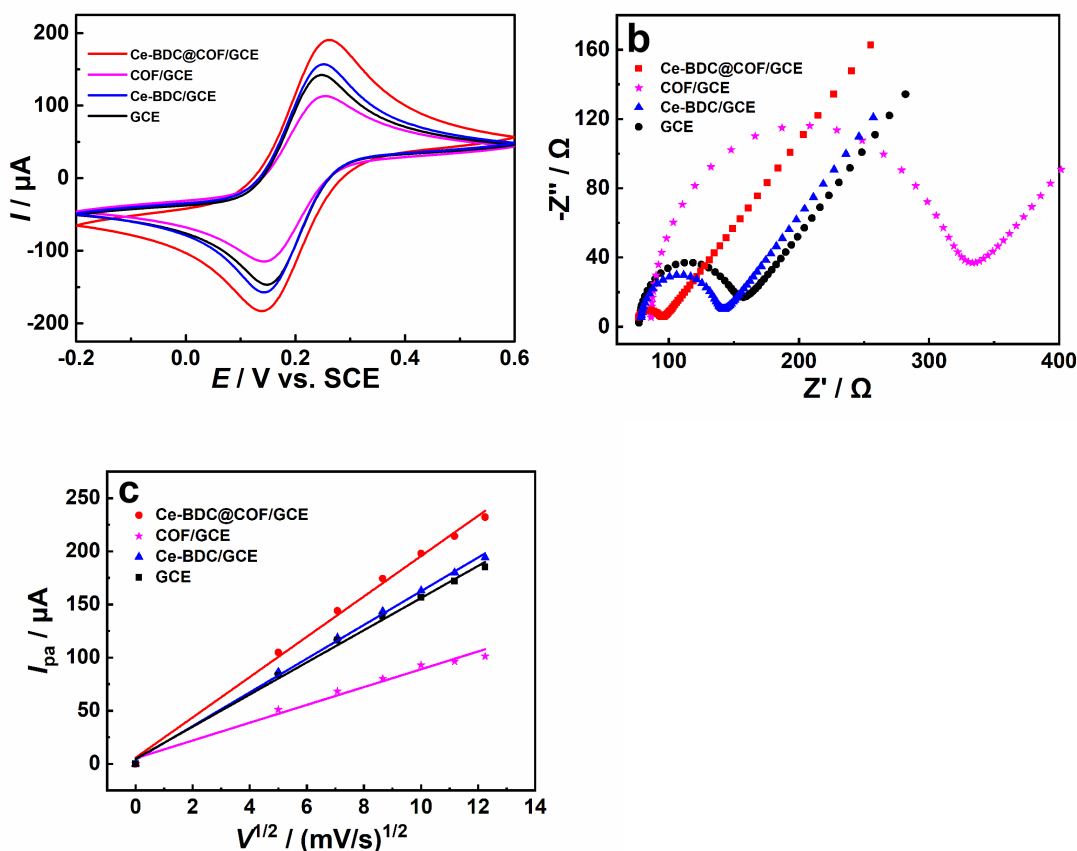 200
100
0
-100
-200
I / µA
Ce-BDC@COF/GCE
COF/GCE
Ce-BDC/GCE
GCE
-0.2 0.0 0.2 0.4 0.6
E / V vs. SCE
b
160
120
80
40
0
-Z'' / Ω
Ce-BDC@COF/GCE
COF/GCE
Ce-BDC/GCE
GCE
100 200 300 400
Z' / Ω
c
250
200
150
100
50
0
Ipa / µA
Ce-BDC@COF/GCE
COF/GCE
Ce-BDC/GCE
GCE
0 2 4 6 8 10 12 14
V1/2 / (mV/s)1/2